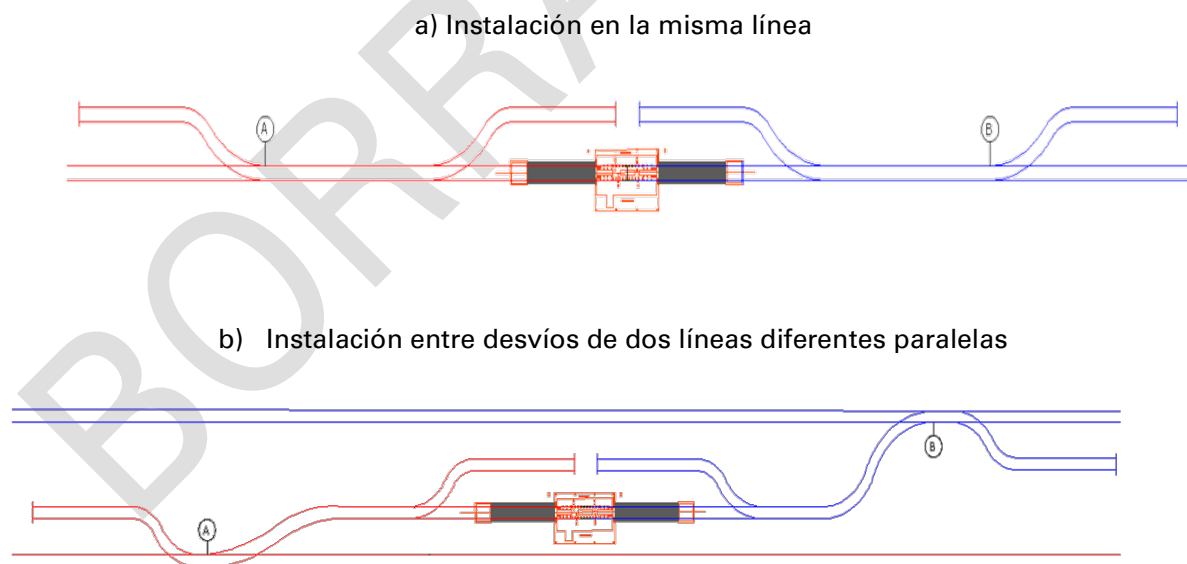 a) Instalación en la misma línea
A
B
b) Instalación entre desvíos de dos líneas diferentes paralelas
B
A
BORRA